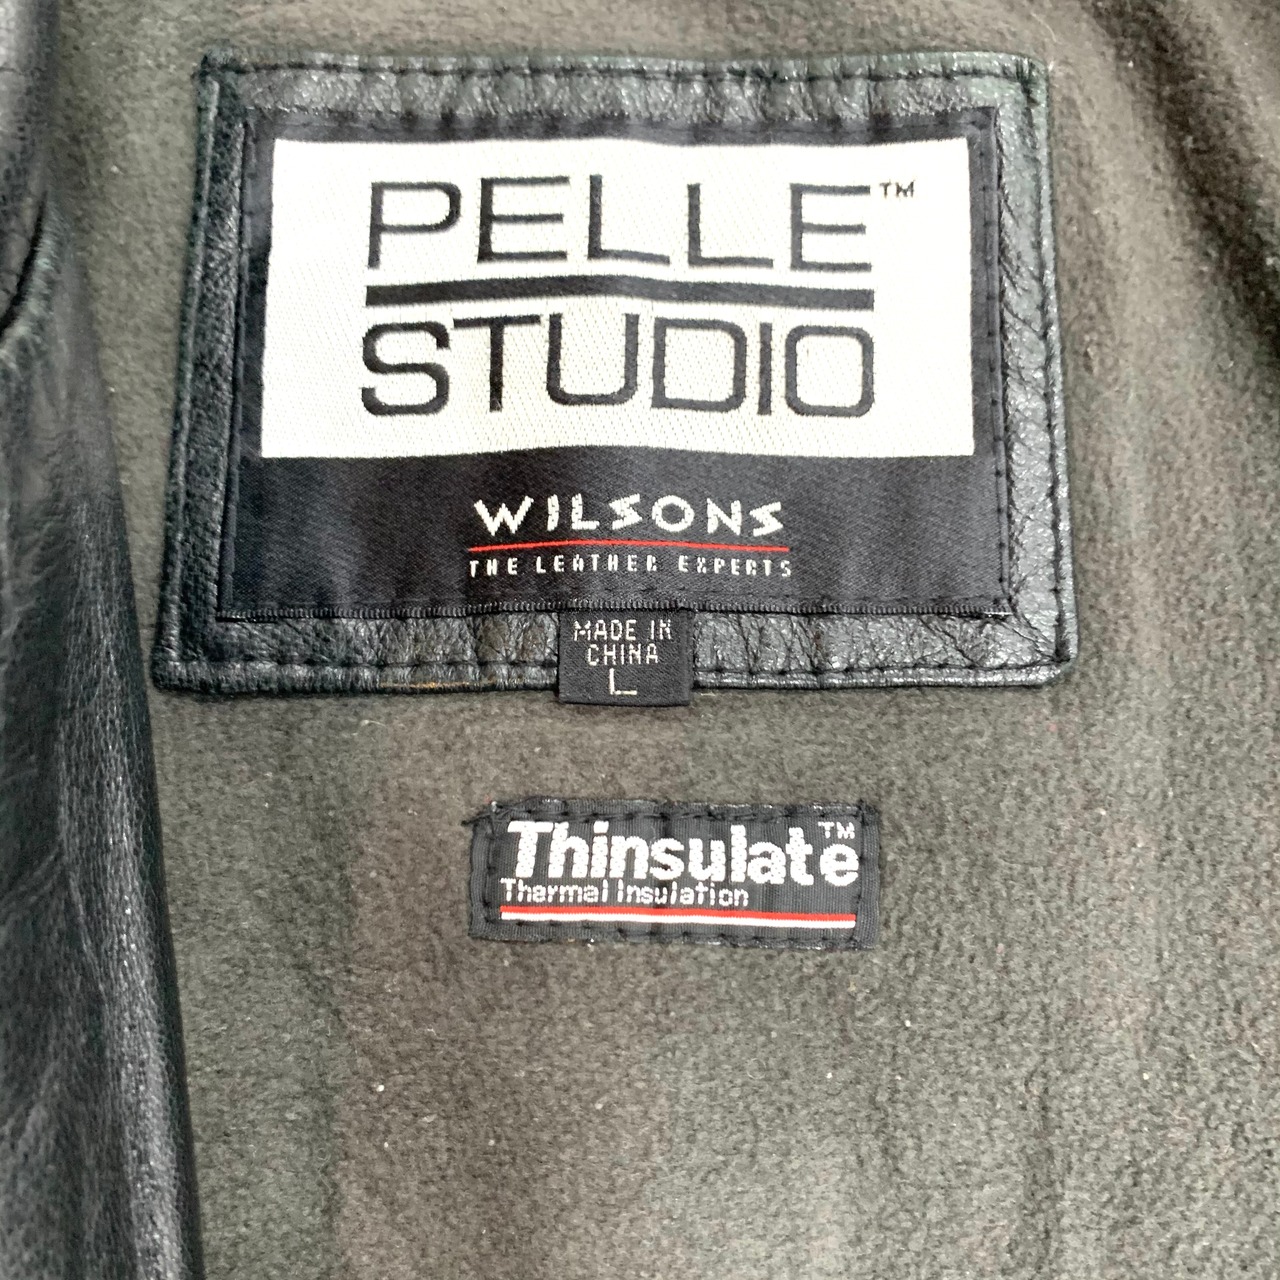 PELLE™
STUDIO
WILSONS
THE LEATHER EXPERTS
MADE IN
CHINA
L
Thinsulate™
Thermal Insulation